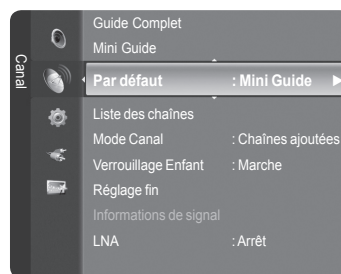 Canal
Guide Complet
Mini Guide
Par défaut : Mini Guide
Liste des chaînes
Mode Canal : Chaînes ajoutées
Verrouillage Enfant : Marche
Réglage fin
Informations de signal
LNA : Arrêt